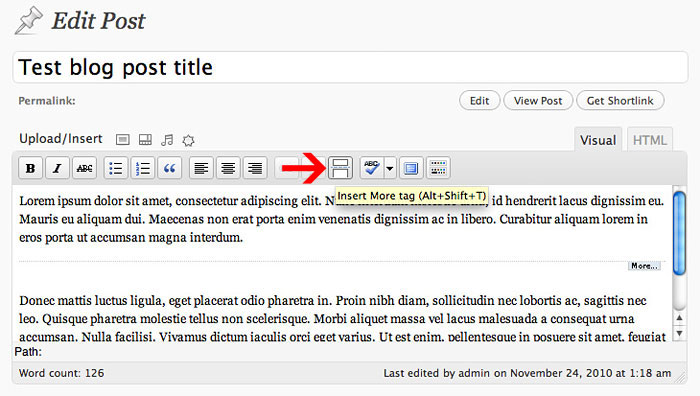 Edit Post
Test blog post title
Permalink:
Edit
View Post
Get Shortlink
Upload/Insert
Visual
HTML
B I ABC
ABC
Insert More tag (Alt+Shift+T)
Lorem ipsum dolor sit amet, consectetur adipiscing elit. id hendrerit lacus dignissim eu.
Mauris eu aliquam dui. Maecenas non erat porta enim venenatis dignissim ac in libero. Curabitur aliquam lorem in
eros porta ut accumsan magna interdum.
More...
Donec mattis luctus ligula, eget placerat odio pharetra in. Proin nibh diam, sollicitudin nec lobortis ac, sagittis nec
leo. Quisque pharetra molestie tellus non scelerisque. Morbi aliquet massa vel lacus malesuada a consequat urna
accumsan. Nulla facilisi. Vivamus dictum iaculis orci eget varius. Ut est enim, pellentesque in posuere sit amet, feugiat
Path:
Word count: 126
Last edited by admin on November 24, 2010 at 1:18 am